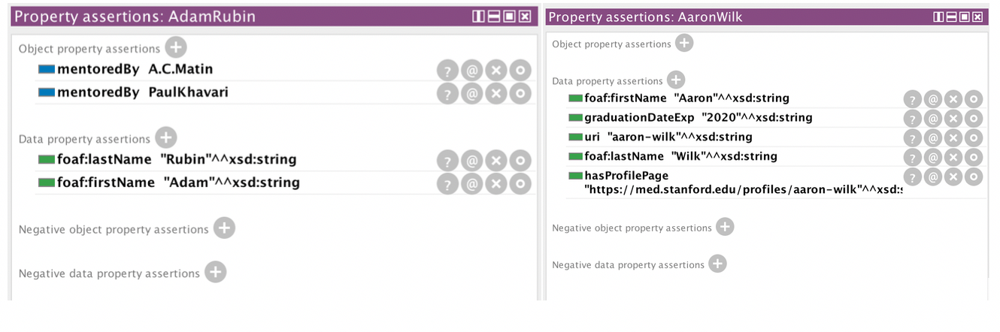 Property assertions: AdamRubin
Object property assertions
mentoredBy A.C.Matin
mentoredBy PaulKhavari
Data property assertions
foaf:lastName "Rubin"^^xsd:string
foaf:firstName "Adam"^^xsd:string
Negative object property assertions
Negative data property assertions
Property assertions: AaronWilk
Object property assertions
Data property assertions
foaf:firstName "Aaron"^^xsd:string
graduationDateExp "2020"^^xsd:string
uri "aaron-wilk"^^xsd:string
foaf:lastName "Wilk"^^xsd:string
hasProfilePage
"https://med.stanford.edu/profiles/aaron-wilk"^^xsd:s
Negative object property assertions
Negative data property assertions